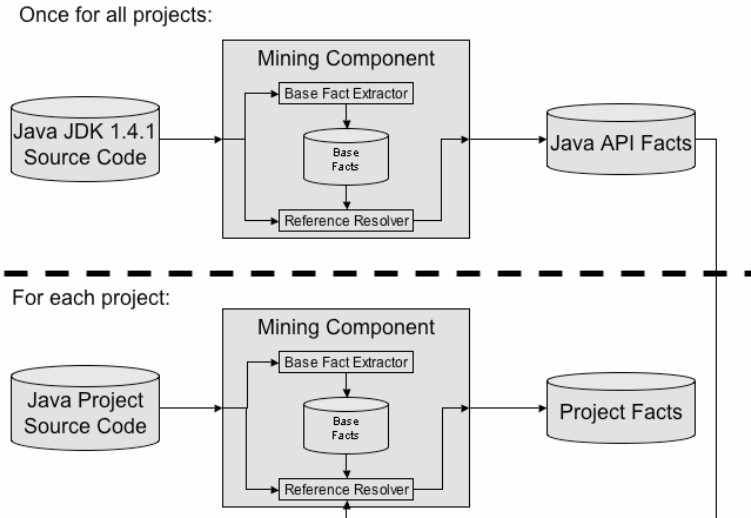 Once for all projects:
Mining Component
Base Fact Extractor
Java JDK 1.4.1
Source Code
Base
Facts
Java API Facts
Reference Resolver
For each project:
Mining Component
Base Fact Extractor
Java Project
Source Code
Base
Facts
Project Facts
Reference Resolver